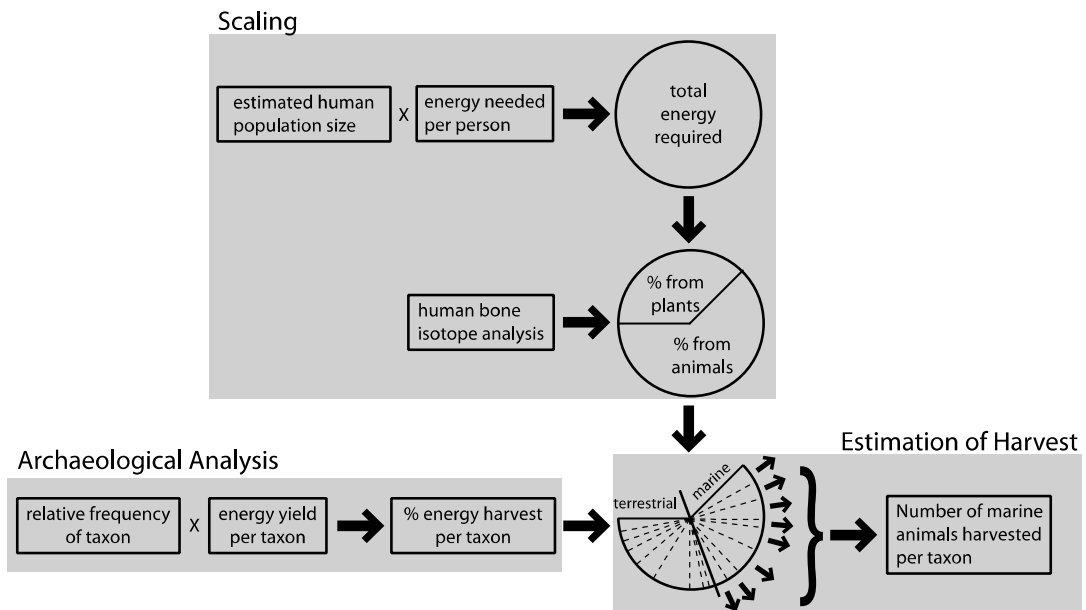 Scaling
estimated human
population size
X
energy needed
per person
total
energy
required
human bone
isotope analysis
% from
plants
% from
animals
Archaeological Analysis
relative frequency
of taxon
X
energy yield
per taxon
% energy harvest
per taxon
Estimation of Harvest
terrestrial
marine
Number of marine
animals harvested
per taxon